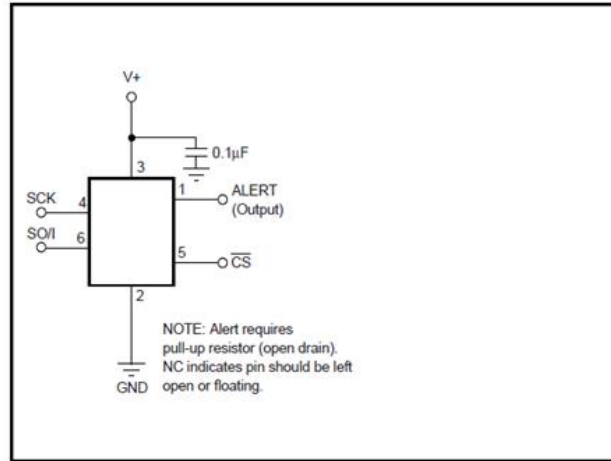 V+
0.1µF
3
1 ALERT
(Output)
SCK
4
SO/I
6
5 C̅S̅
2
GND
NOTE: Alert requires
pull-up resistor (open drain).
NC indicates pin should be left
open or floating.